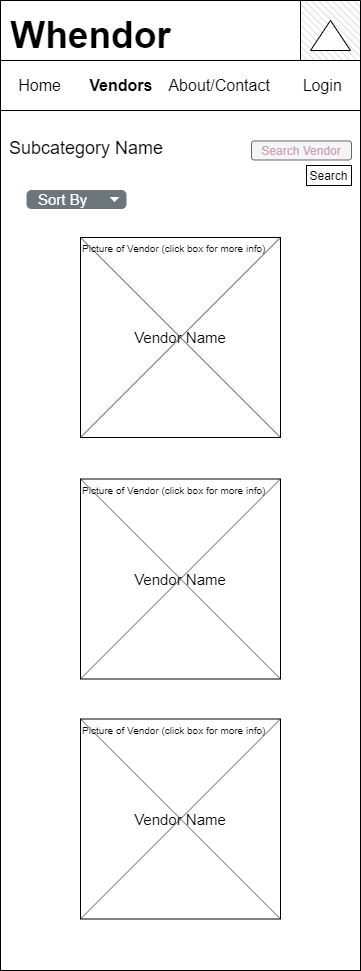 Whendor
Home Vendors About/Contact Login
Subcategory Name
Search Vendor
Search
Sort By
Picture of Vendor (click box for more info)
Vendor Name
Picture of Vendor (click box for more info)
Vendor Name
Picture of Vendor (click box for more info)
Vendor Name